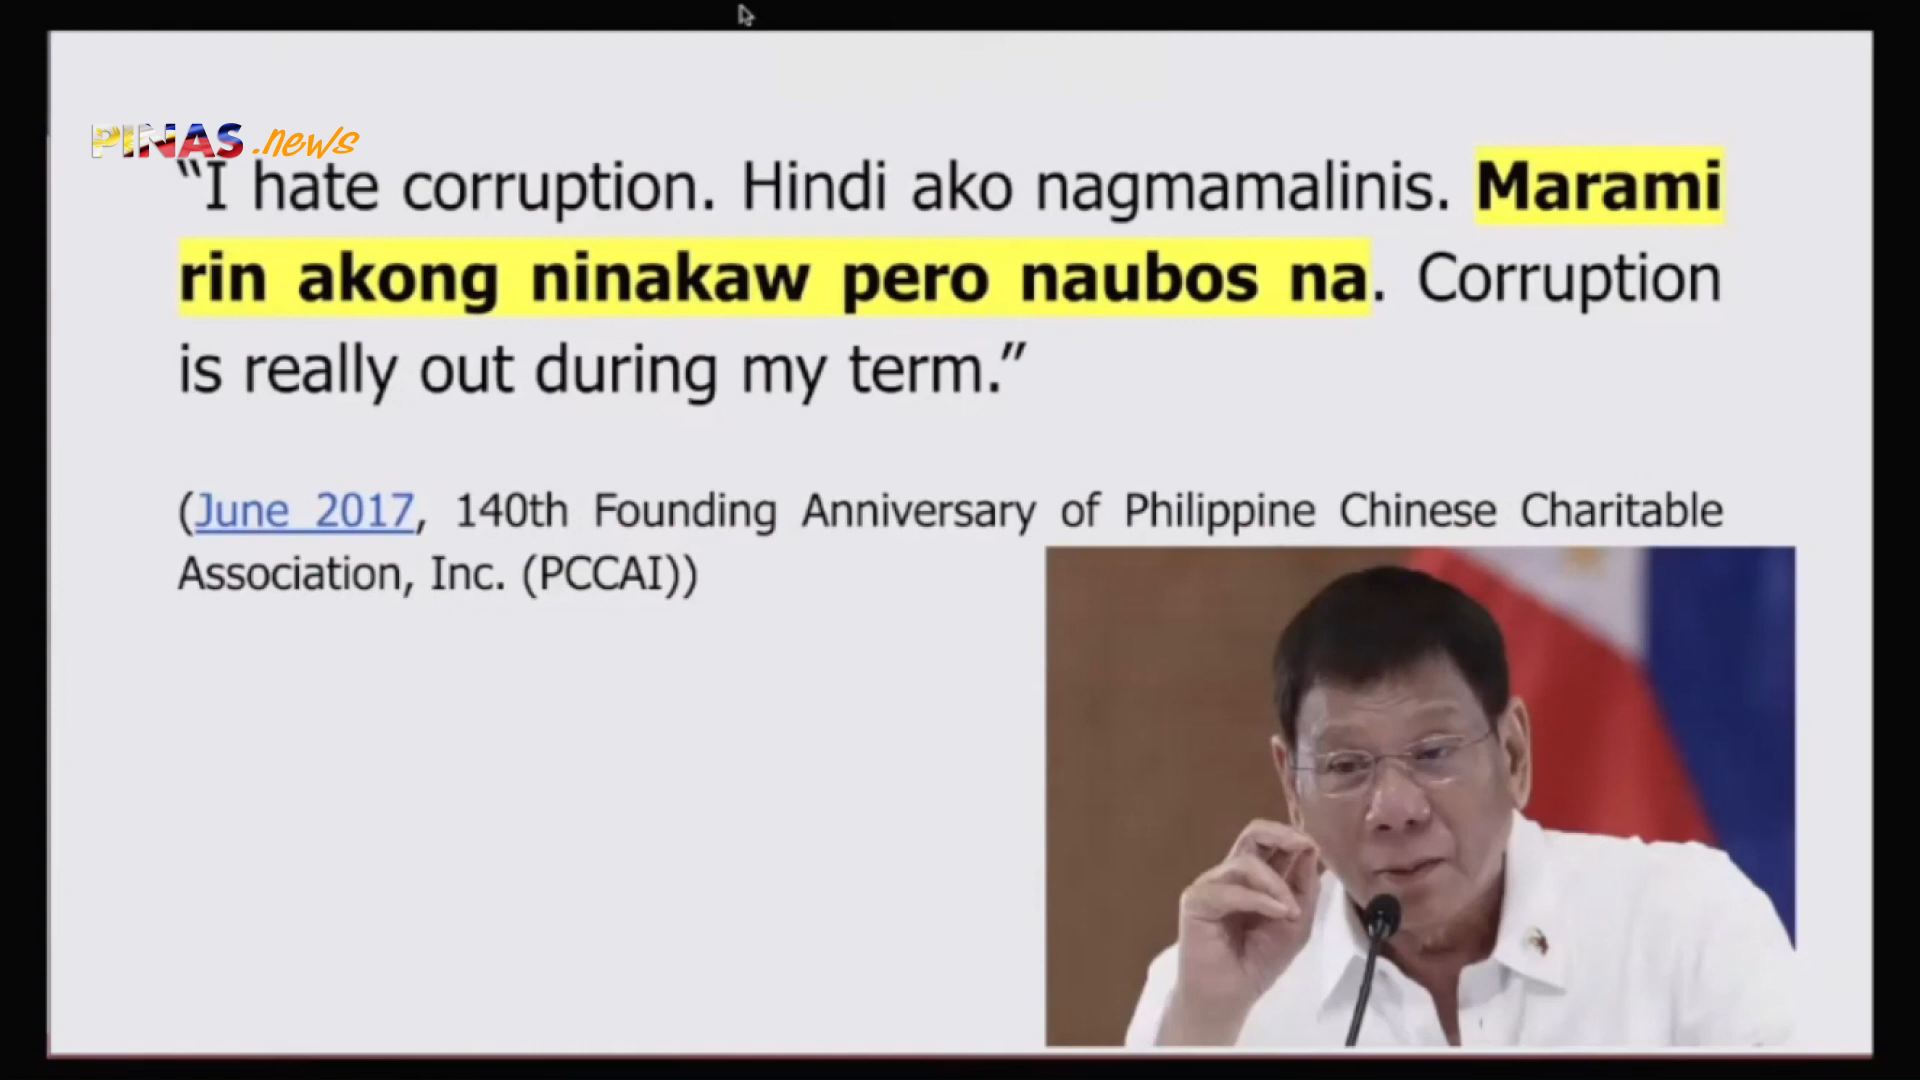 PINAS.news
“I hate corruption. Hindi ako nagmamalinis. Marami
rin akong ninakaw pero naubos na. Corruption
is really out during my term.”
(June 2017, 140th Founding Anniversary of Philippine Chinese Charitable
Association, Inc. (PCCAI))